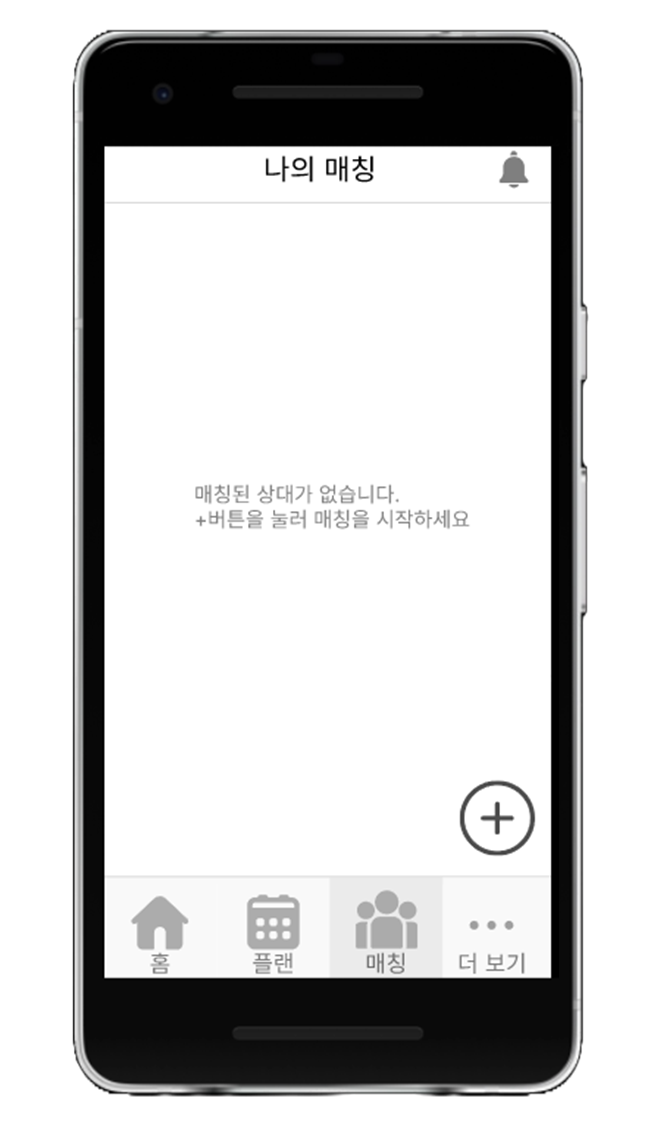 나의 매칭
매칭된 상대가 없습니다.
+버튼을 눌러 매칭을 시작하세요
홈
플랜
매칭
더 보기